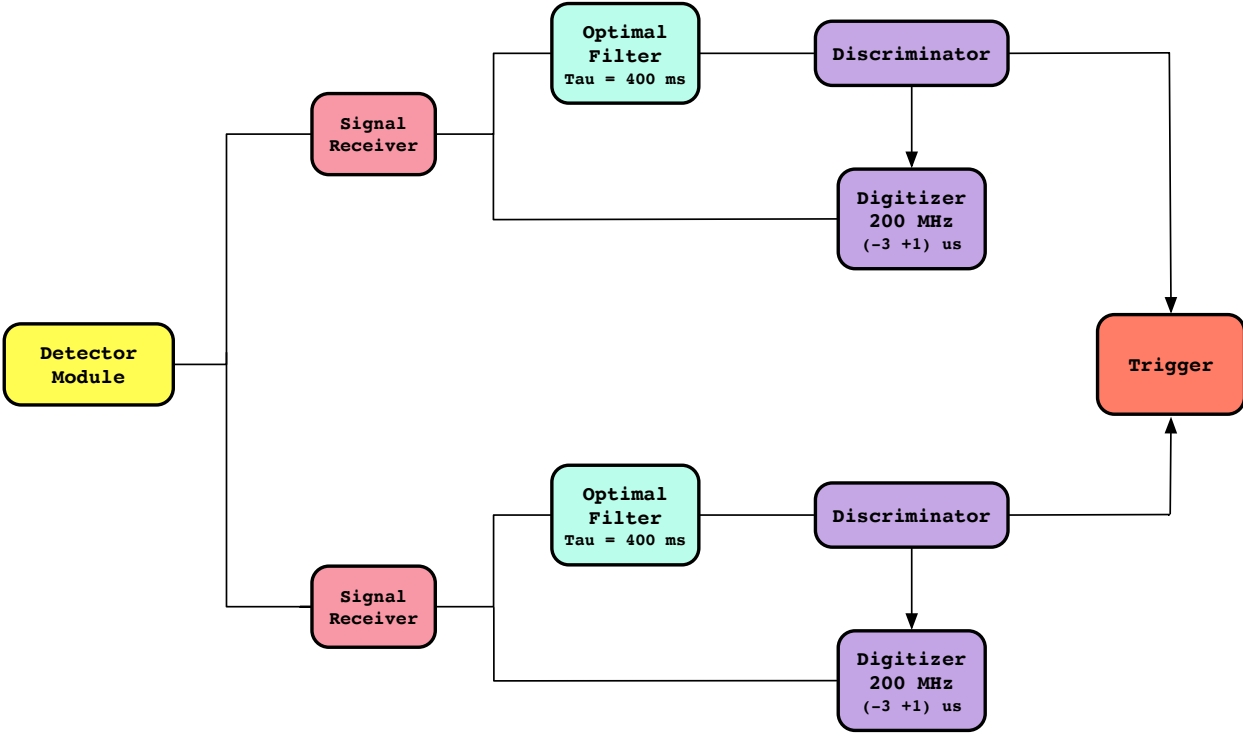 Optimal
Filter
Tau = 400 ms
Discriminator
Signal
Receiver
Digitizer
200 MHz
(-3 +1) us
Detector
Module
Trigger
Optimal
Filter
Tau = 400 ms
Discriminator
Signal
Receiver
Digitizer
200 MHz
(-3 +1) us